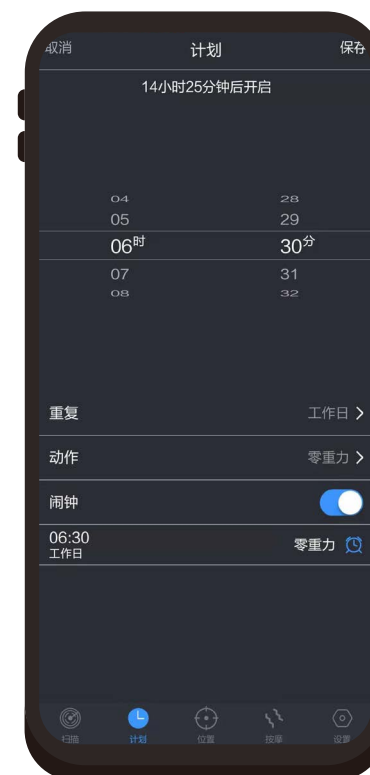 取消 计划 保存
14小时25分钟后开启
04 28
05 29
06时 30分
07 31
08 32
重复 工作日
动作 零重力
闹钟
06:30
工作日 零重力
扫描 计划 位置 按摩 设置